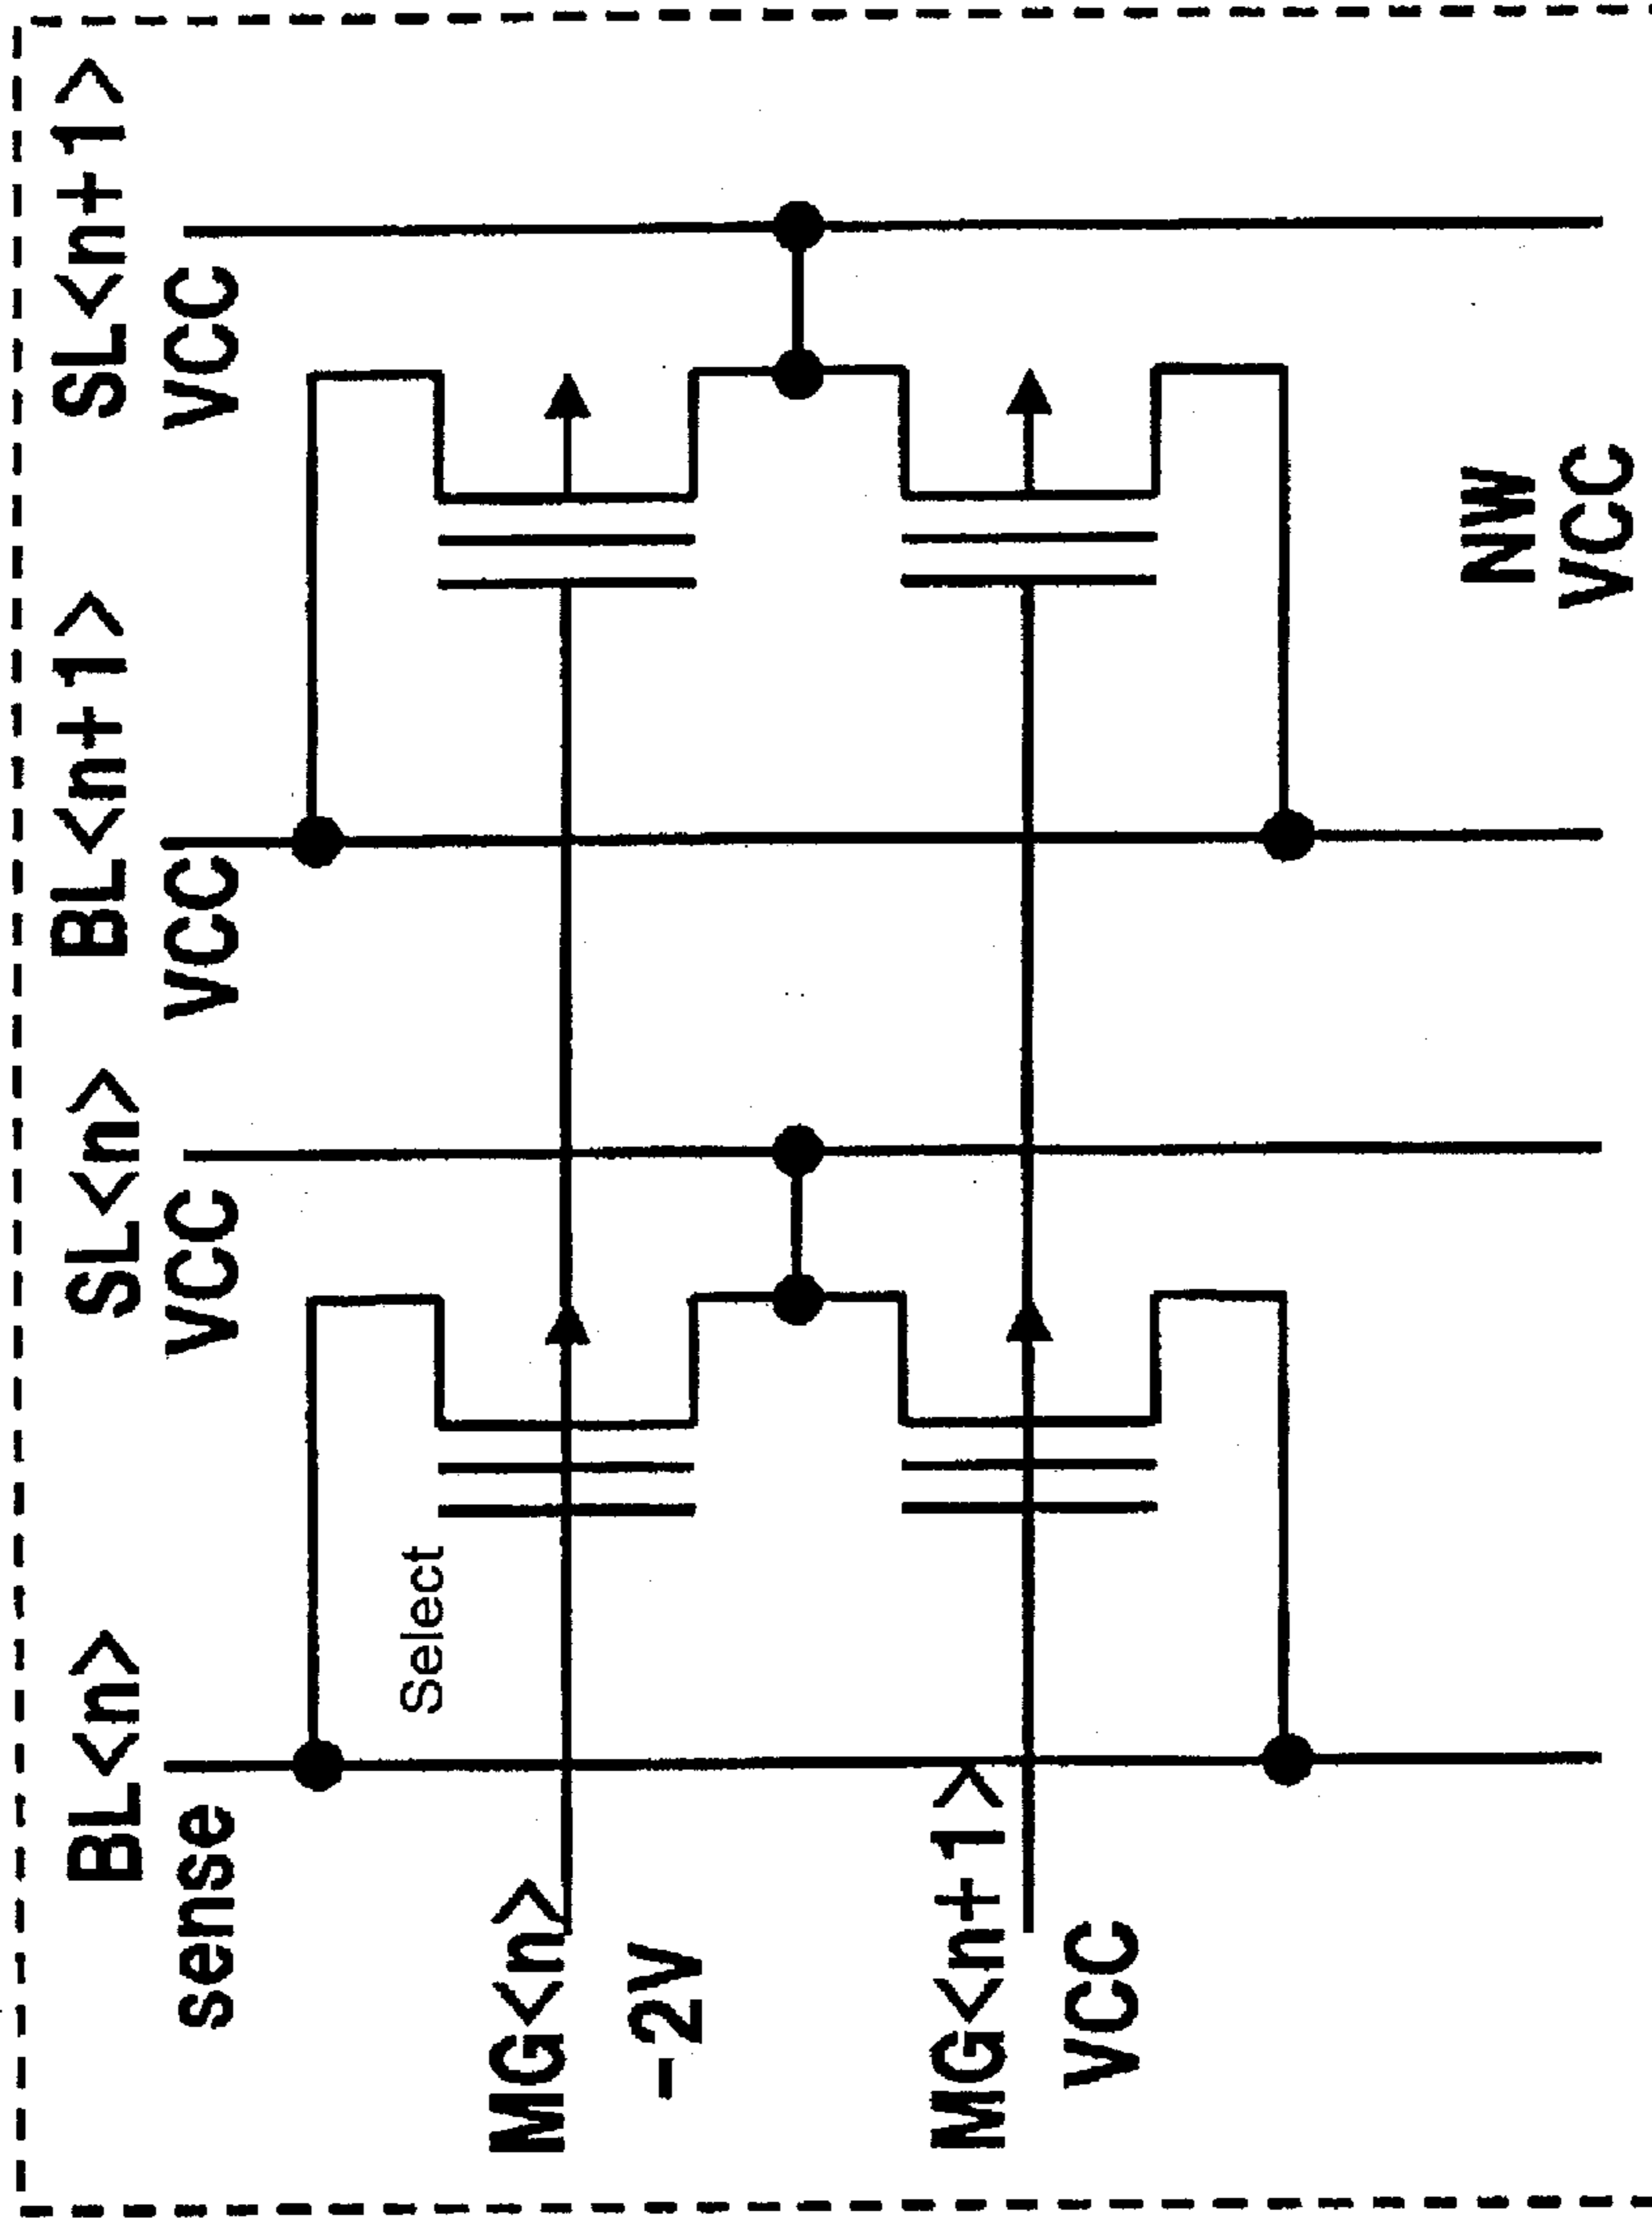 BL<n> SL<n> BL<n+1> SL<n+1>
sense VCC VCC VCC
Select
MG<n>
-2V
MG<n+1>
VCC
NW
VCC